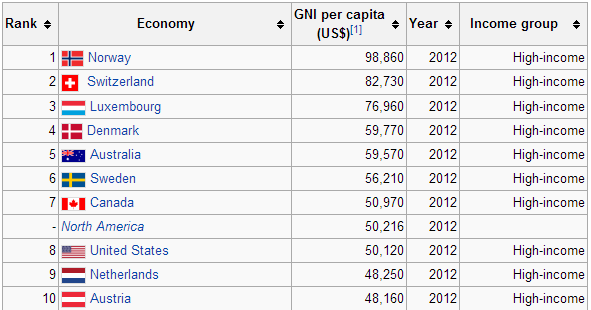 Rank Economy GNI per capita (US$)[1] Year Income group
1 Norway 98,860 2012 High-income
2 Switzerland 82,730 2012 High-income
3 Luxembourg 76,960 2012 High-income
4 Denmark 59,770 2012 High-income
5 Australia 59,570 2012 High-income
6 Sweden 56,210 2012 High-income
7 Canada 50,970 2012 High-income
- North America 50,216 2012
8 United States 50,120 2012 High-income
9 Netherlands 48,250 2012 High-income
10 Austria 48,160 2012 High-income